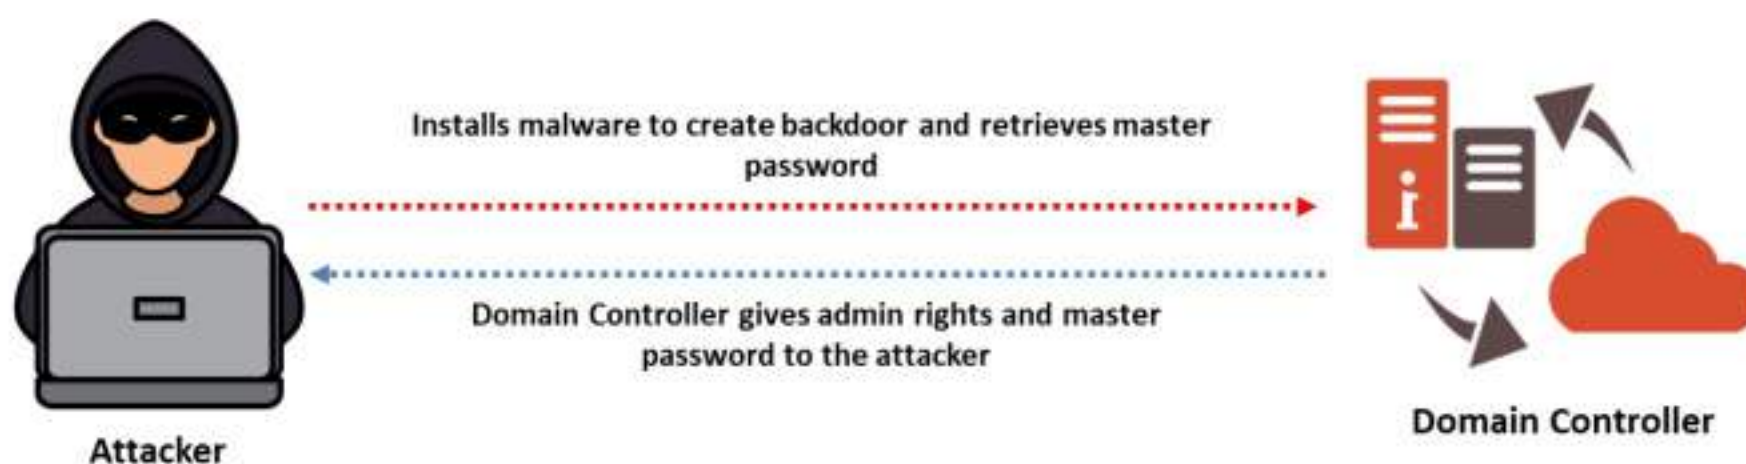 Installs malware to create backdoor and retrieves master
password
i
Domain Controller gives admin rights and master
password to the attacker
Domain Controller
Attacker